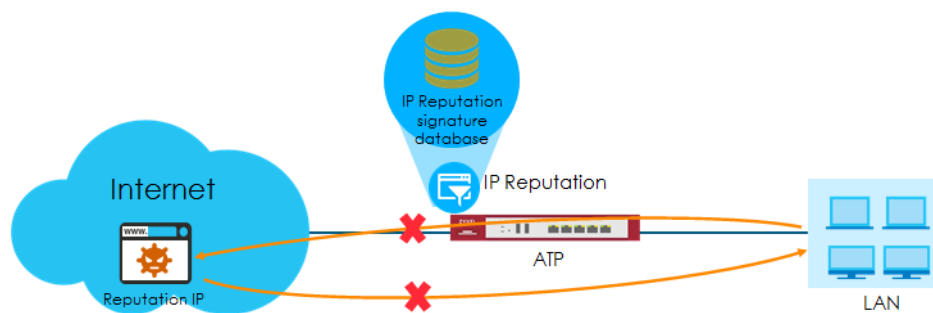 IP Reputation
signature
database
Internet
IP Reputation
www.
ATP
Reputation IP
LAN